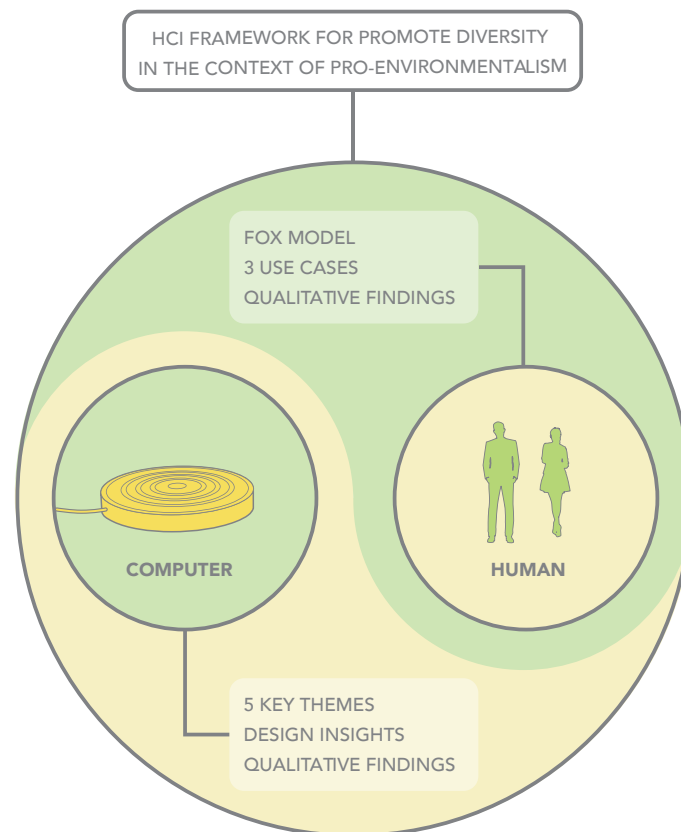 HCI FRAMEWORK FOR PROMOTE DIVERSITY
IN THE CONTEXT OF PRO-ENVIRONMENTALISM
FOX MODEL
3 USE CASES
QUALITATIVE FINDINGS
COMPUTER
HUMAN
5 KEY THEMES
DESIGN INSIGHTS
QUALITATIVE FINDINGS